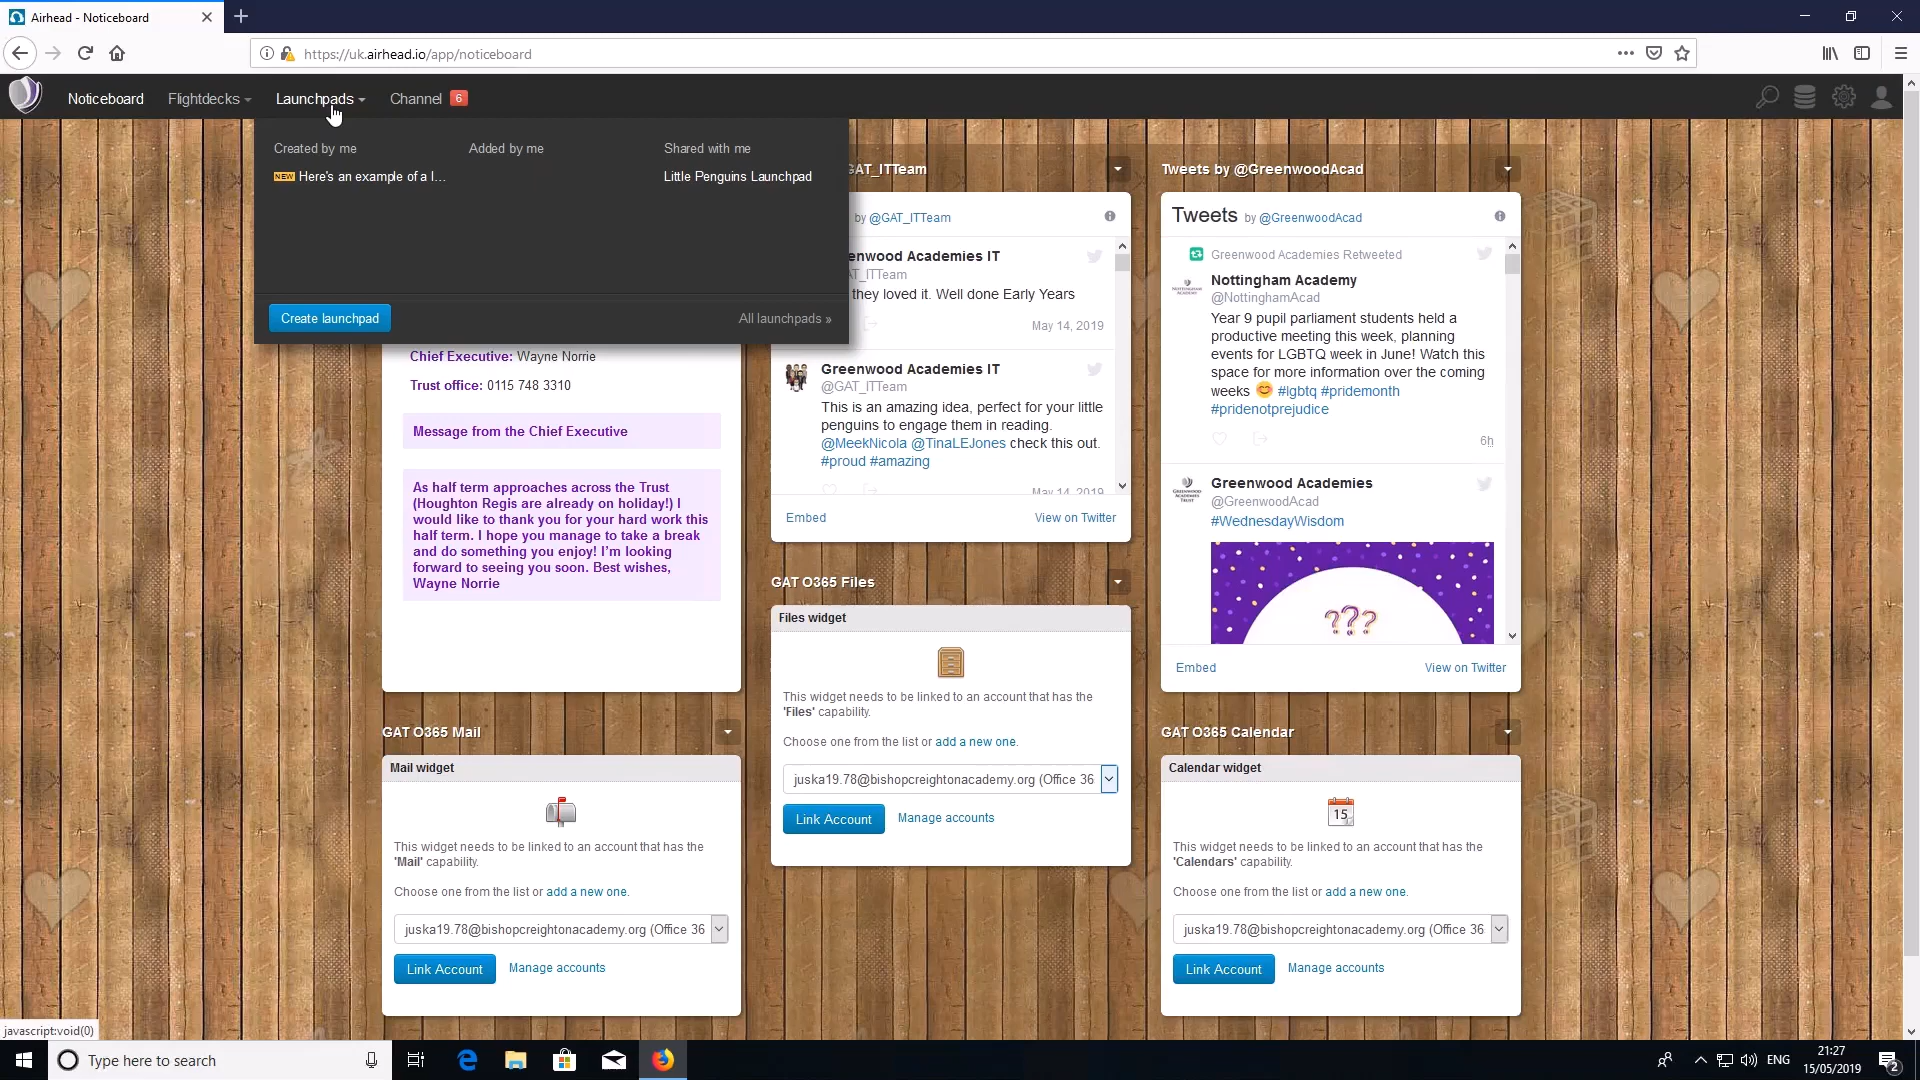 Airhead - Noticeboard
https://uk.airhead.io/app/noticeboard
Noticeboard
Flightdecks
Launchpads
Channel 6
Created by me
Added by me
Shared with me
NEW Here's an example of a l...
Little Penguins Launchpad
Create launchpad
All launchpads »
Chief Executive: Wayne Norrie
Trust office: 0115 748 3310
Message from the Chief Executive
As half term approaches across the Trust
(Houghton Regis are already on holiday!) I
would like to thank you for your hard work this
half term. I hope you manage to take a break
and do something you enjoy! I'm looking
forward to seeing you soon. Best wishes,
Wayne Norrie
GAT O365 Mail
Mail widget
This widget needs to be linked to an account that has the
'Mail' capability.
Choose one from the list or add a new one.
juska19.78@bishopcreightonacademy.org (Office 36
Link Account
Manage accounts
GAT_ITTeam
by @GAT_ITTeam
enwood Academies IT
AT_ITTeam
they loved it. Well done Early Years
May 14, 2019
Greenwood Academies IT
@GAT_ITTeam
This is an amazing idea, perfect for your little
penguins to engage them in reading.
@MeekNicola @TinaLEJones check this out.
#proud #amazing
May 14, 2019
Embed
View on Twitter
GAT O365 Files
Files widget
This widget needs to be linked to an account that has the
'Files' capability.
Choose one from the list or add a new one.
juska19.78@bishopcreightonacademy.org (Office 36
Link Account
Manage accounts
Tweets by @GreenwoodAcad
Tweets by @GreenwoodAcad
Greenwood Academies Retweeted
Nottingham Academy
@NottinghamAcad
Year 9 pupil parliament students held a
productive meeting this week, planning
events for LGBTQ week in June! Watch this
space for more information over the coming
weeks #lgbtq #pridemonth
#pridenotprejudice
6h
Greenwood Academies
@GreenwoodAcad
#WednesdayWisdom
???
Embed
View on Twitter
GAT O365 Calendar
Calendar widget
15
This widget needs to be linked to an account that has the
'Calendars' capability.
Choose one from the list or add a new one.
juska19.78@bishopcreightonacademy.org (Office 36
Link Account
Manage accounts
javascript:void(0)
Type here to search
ENG
21:27
15/05/2019
2